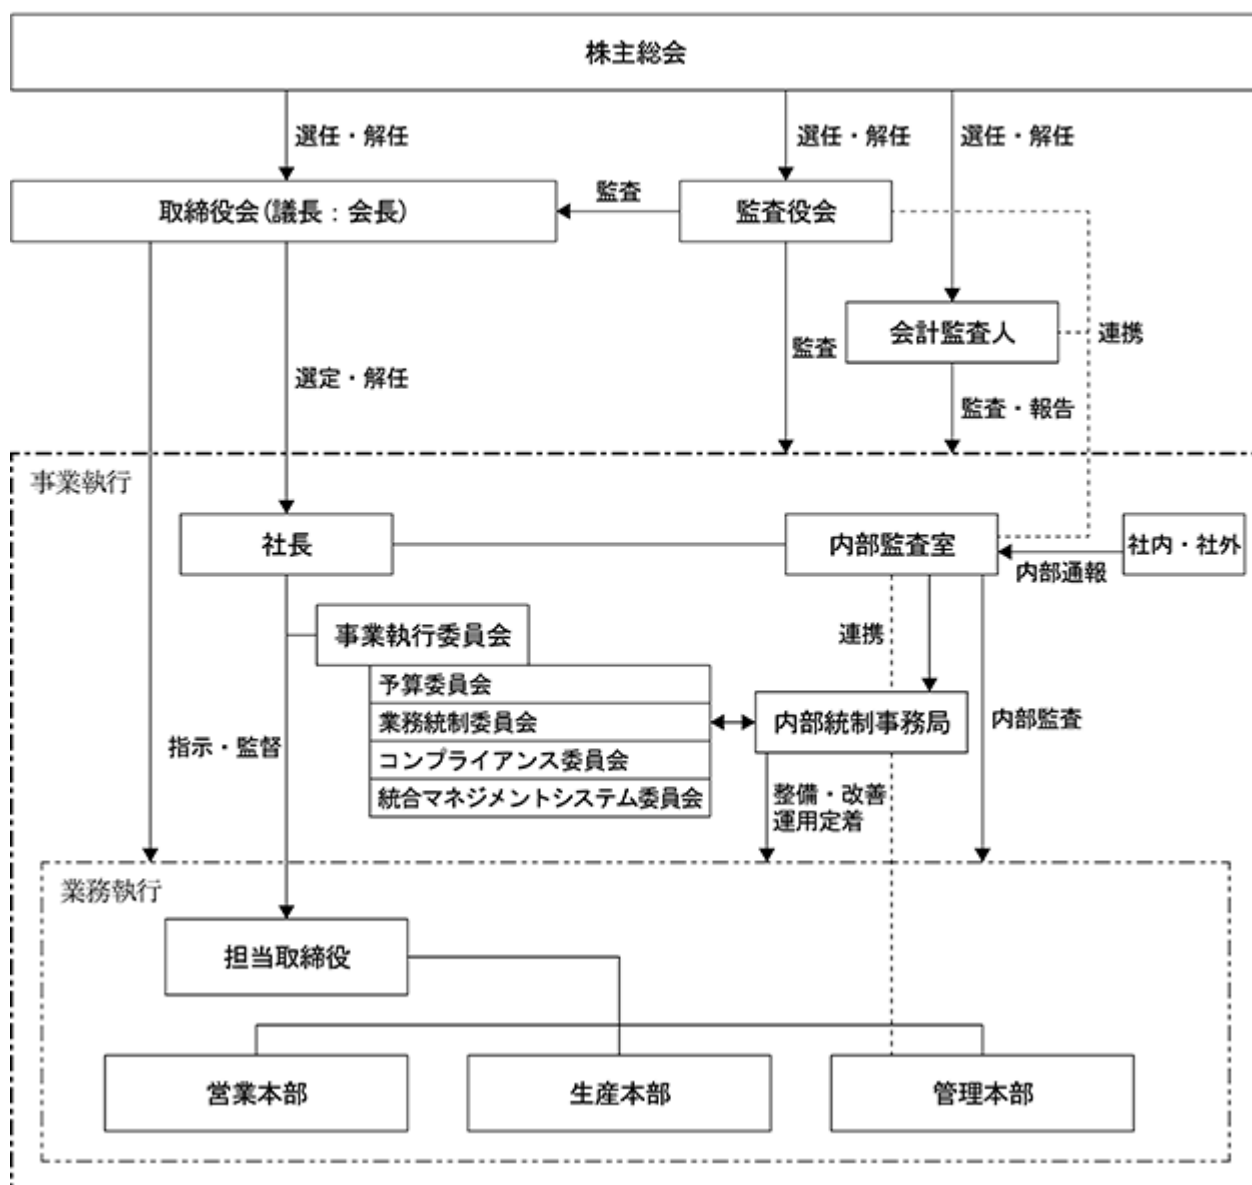 株主総会
選任・解任
選任・解任
選任・解任
取締役会(議長：会長)
監査
監査役会
会計監査人
連携
監査
選定・解任
監査・報告
事業執行
社長
内部監査室
社内・社外
内部通報
事業執行委員会
連携
予算委員会
業務統制委員会
コンプライアンス委員会
統合マネジメントシステム委員会
内部統制事務局
内部監査
指示・監督
整備・改善
運用定着
業務執行
担当取締役
営業本部
生産本部
管理本部